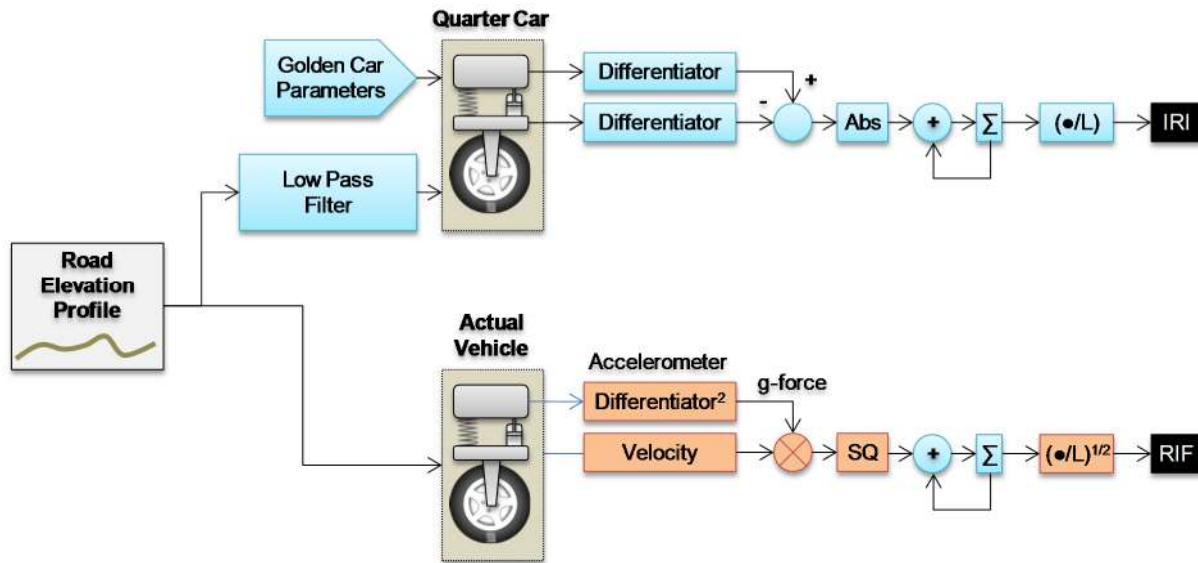 Quarter Car
Golden Car
Parameters
Differentiator
+
Differentiator
-
Abs
+
Σ
(●/L)
IRI
Low Pass
Filter
Road
Elevation
Profile
Actual
Vehicle
Accelerometer
Differentiator²
g-force
Velocity
SQ
+
Σ
(●/L)¹/²
RIF